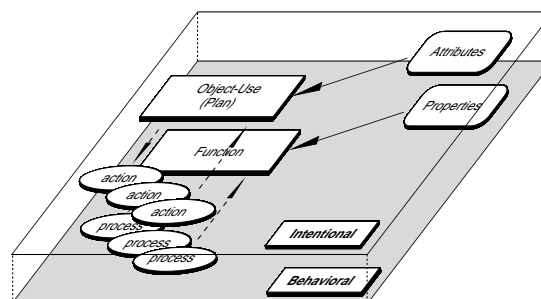 Attributes
Object-Use
(Plan)
Properties
Function
action
action
action
process
process
process
Intentional
Behavioral